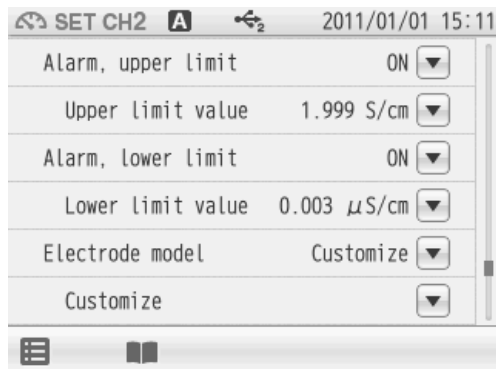 SET CH2 A 2 2011/01/01 15:11
Alarm, upper limit ON
Upper limit value 1.999 S/cm
Alarm, lower limit ON
Lower limit value 0.003 μS/cm
Electrode model Customize
Customize